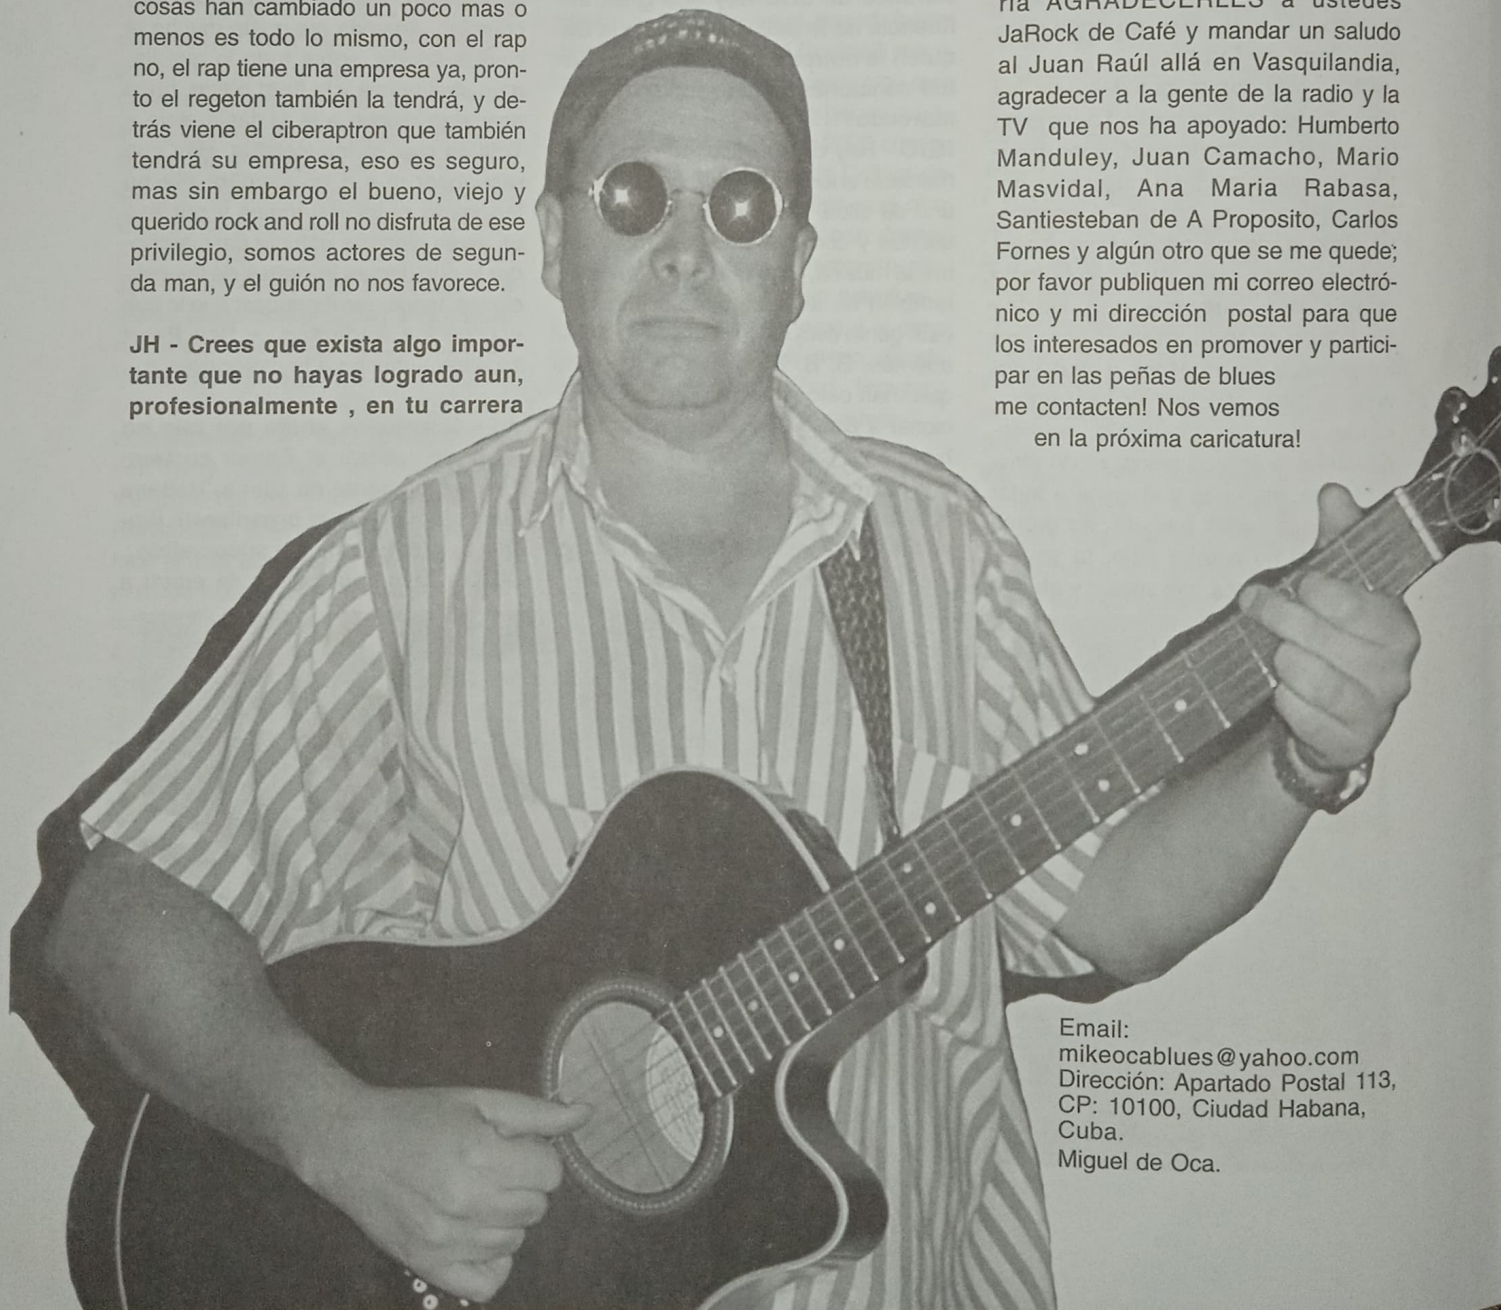 cosas han cambiado un poco mas o
menos es todo lo mismo, con el rap
no, el rap tiene una empresa ya, pron-
to el regeton también la tendrá, y de-
trás viene el ciberaptron que también
tendrá su empresa, eso es seguro,
mas sin embargo el bueno, viejo y
querido rock and roll no disfruta de ese
privilegio, somos actores de segun-
da man, y el guión no nos favorece.
JH - Crees que exista algo impor-
tante que no hayas logrado aun,
profesionalmente , en tu carrera
ria AGRADECERLES a ustedes
JaRock de Café y mandar un saludo
al Juan Raúl allá en Vasquilandia,
agradecer a la gente de la radio y la
TV que nos ha apoyado: Humberto
Manduley, Juan Camacho, Mario
Masvidal, Ana Maria Rabasa,
Santiesteban de A Proposito, Carlos
Fornes y algún otro que se me quede;
por favor publiquen mi correo electró-
nico y mi dirección postal para que
los interesados en promover y partici-
par en las peñas de blues
me contacten! Nos vemos
en la próxima caricatura!
Email:
mikeocablues@yahoo.com
Dirección: Apartado Postal 113,
CP: 10100, Ciudad Habana,
Cuba.
Miguel de Oca.